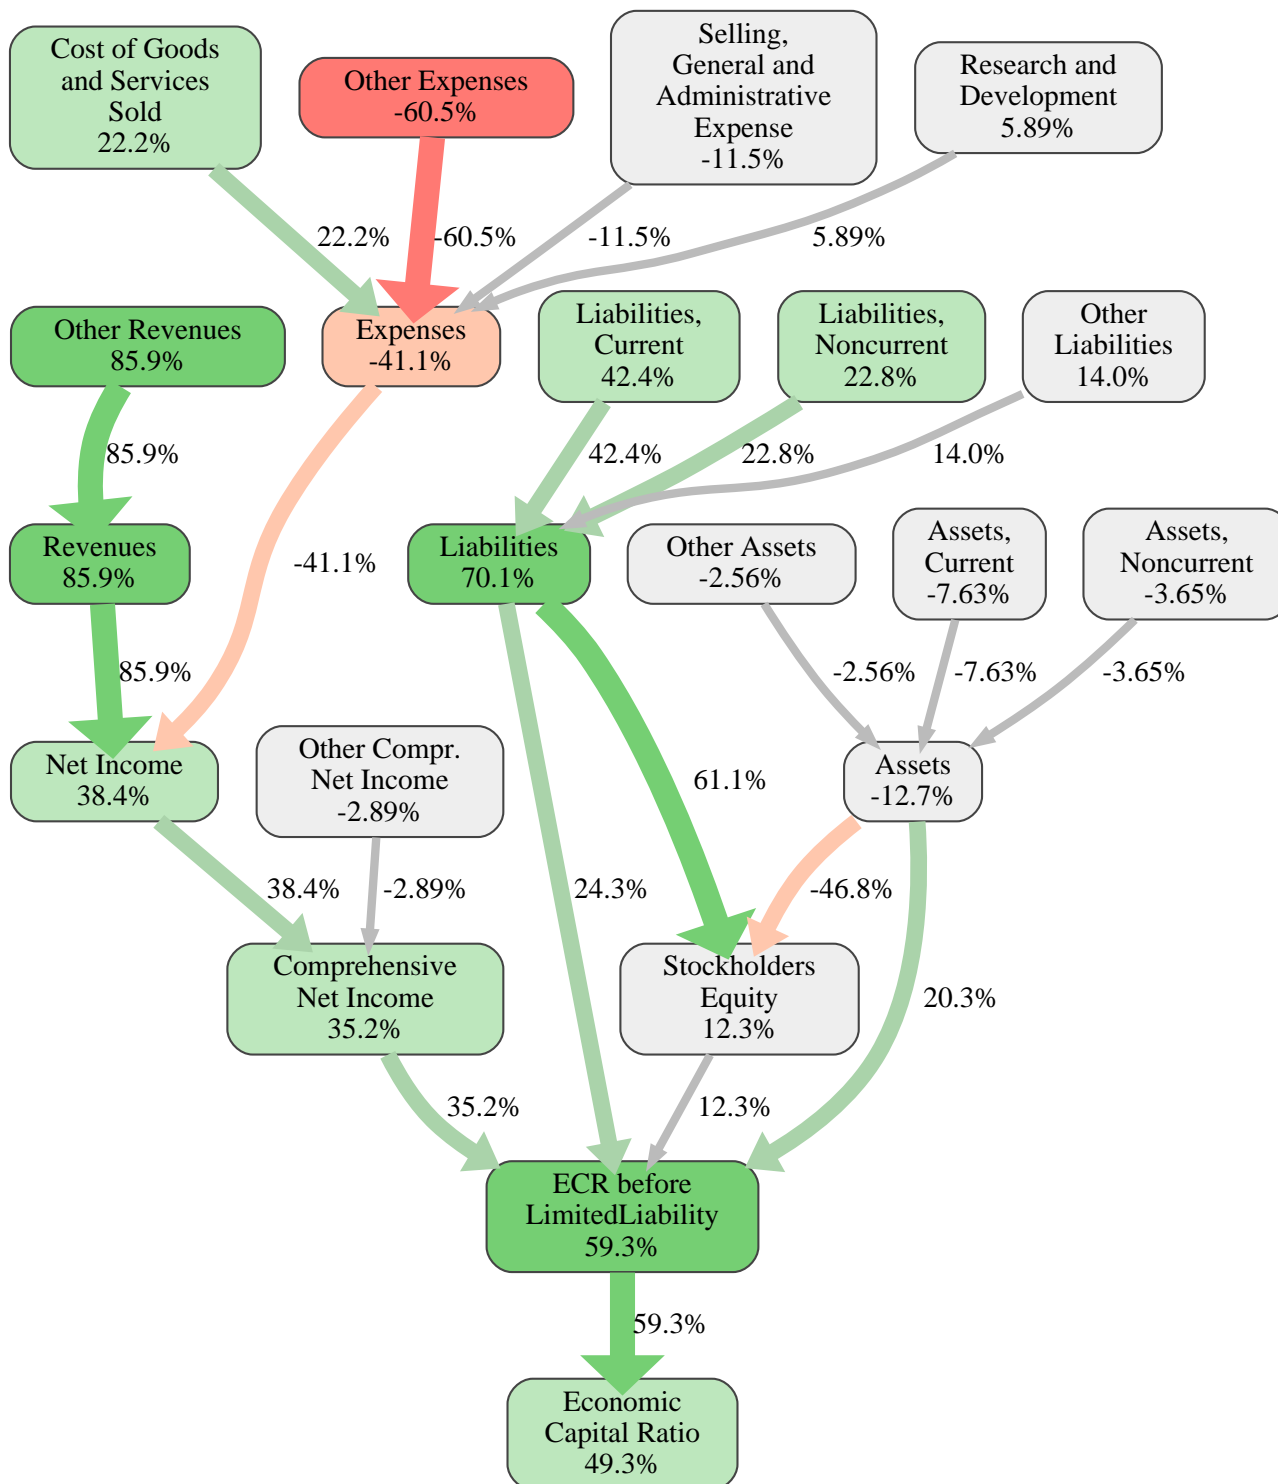 Cost of Goods
and Services
Sold
22.2%
Other Expenses
-60.5%
Selling,
General and
Administrative
Expense
-11.5%
Research and
Development
5.89%
22.2%
-60.5%
-11.5%
5.89%
Other Revenues
85.9%
Expenses
-41.1%
Liabilities,
Current
42.4%
Liabilities,
Noncurrent
22.8%
Other
Liabilities
14.0%
85.9%
42.4%
22.8%
14.0%
Revenues
85.9%
-41.1%
Liabilities
70.1%
Other Assets
-2.56%
Assets,
Current
-7.63%
Assets,
Noncurrent
-3.65%
85.9%
-2.56%
-7.63%
-3.65%
Net Income
38.4%
Other Compr.
Net Income
-2.89%
61.1%
Assets
-12.7%
38.4%
-2.89%
24.3%
-46.8%
Comprehensive
Net Income
35.2%
Stockholders
Equity
12.3%
20.3%
35.2%
12.3%
ECR before
LimitedLiability
59.3%
59.3%
Economic
Capital Ratio
49.3%